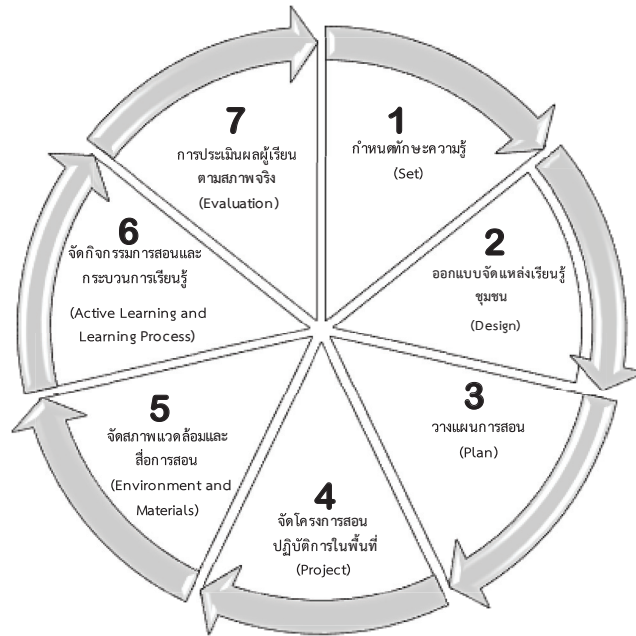 1
กำหนดทักษะความรู้
(Set)
2
ออกแบบจัดแหล่งเรียนรู้
ชุมชน
(Design)
3
วางแผนการสอน
(Plan)
4
จัดโครงการสอน
ปฏิบัติการในพื้นที่
(Project)
5
จัดสภาพแวดล้อมและ
สื่อการสอน
(Environment and
Materials)
6
จัดกิจกรรมการสอนและ
กระบวนการเรียนรู้
(Active Learning and
Learning Process)
7
การประเมินผลผู้เรียน
ตามสภาพจริง
(Evaluation)